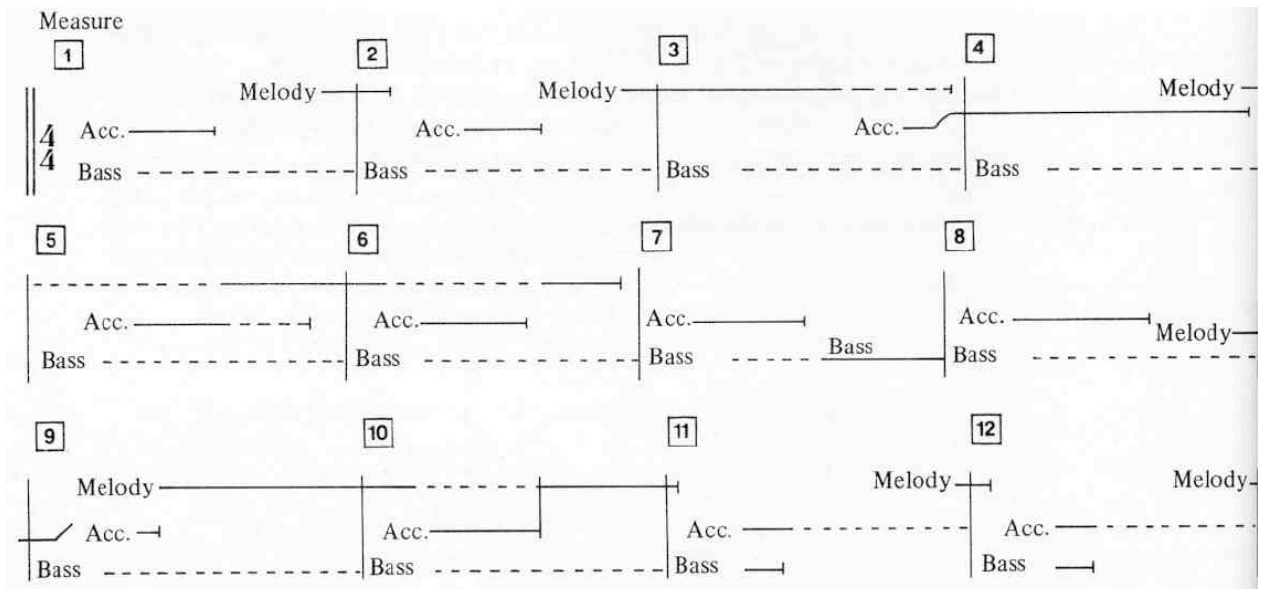 Measure
1 2 3 4
Melody Melody Melody
4 Acc. Acc. Acc.
4 Bass Bass Bass Bass
5 6 7 8
Acc. Acc. Acc. Acc. Melody
Bass Bass Bass Bass Bass
9 10 11 12
Melody Melody Melody
Acc. Acc. Acc. Acc.
Bass Bass Bass Bass